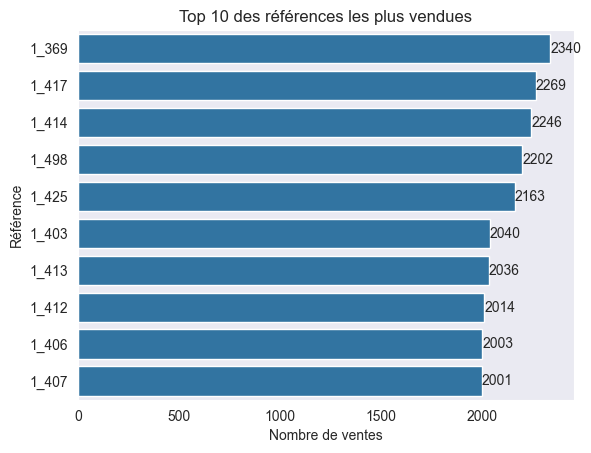 Top 10 des références les plus vendues
Référence
1_369 2340
1_417 2269
1_414 2246
1_498 2202
1_425 2163
1_403 2040
1_413 2036
1_412 2014
1_406 2003
1_407 2001
0 500 1000 1500 2000
Nombre de ventes